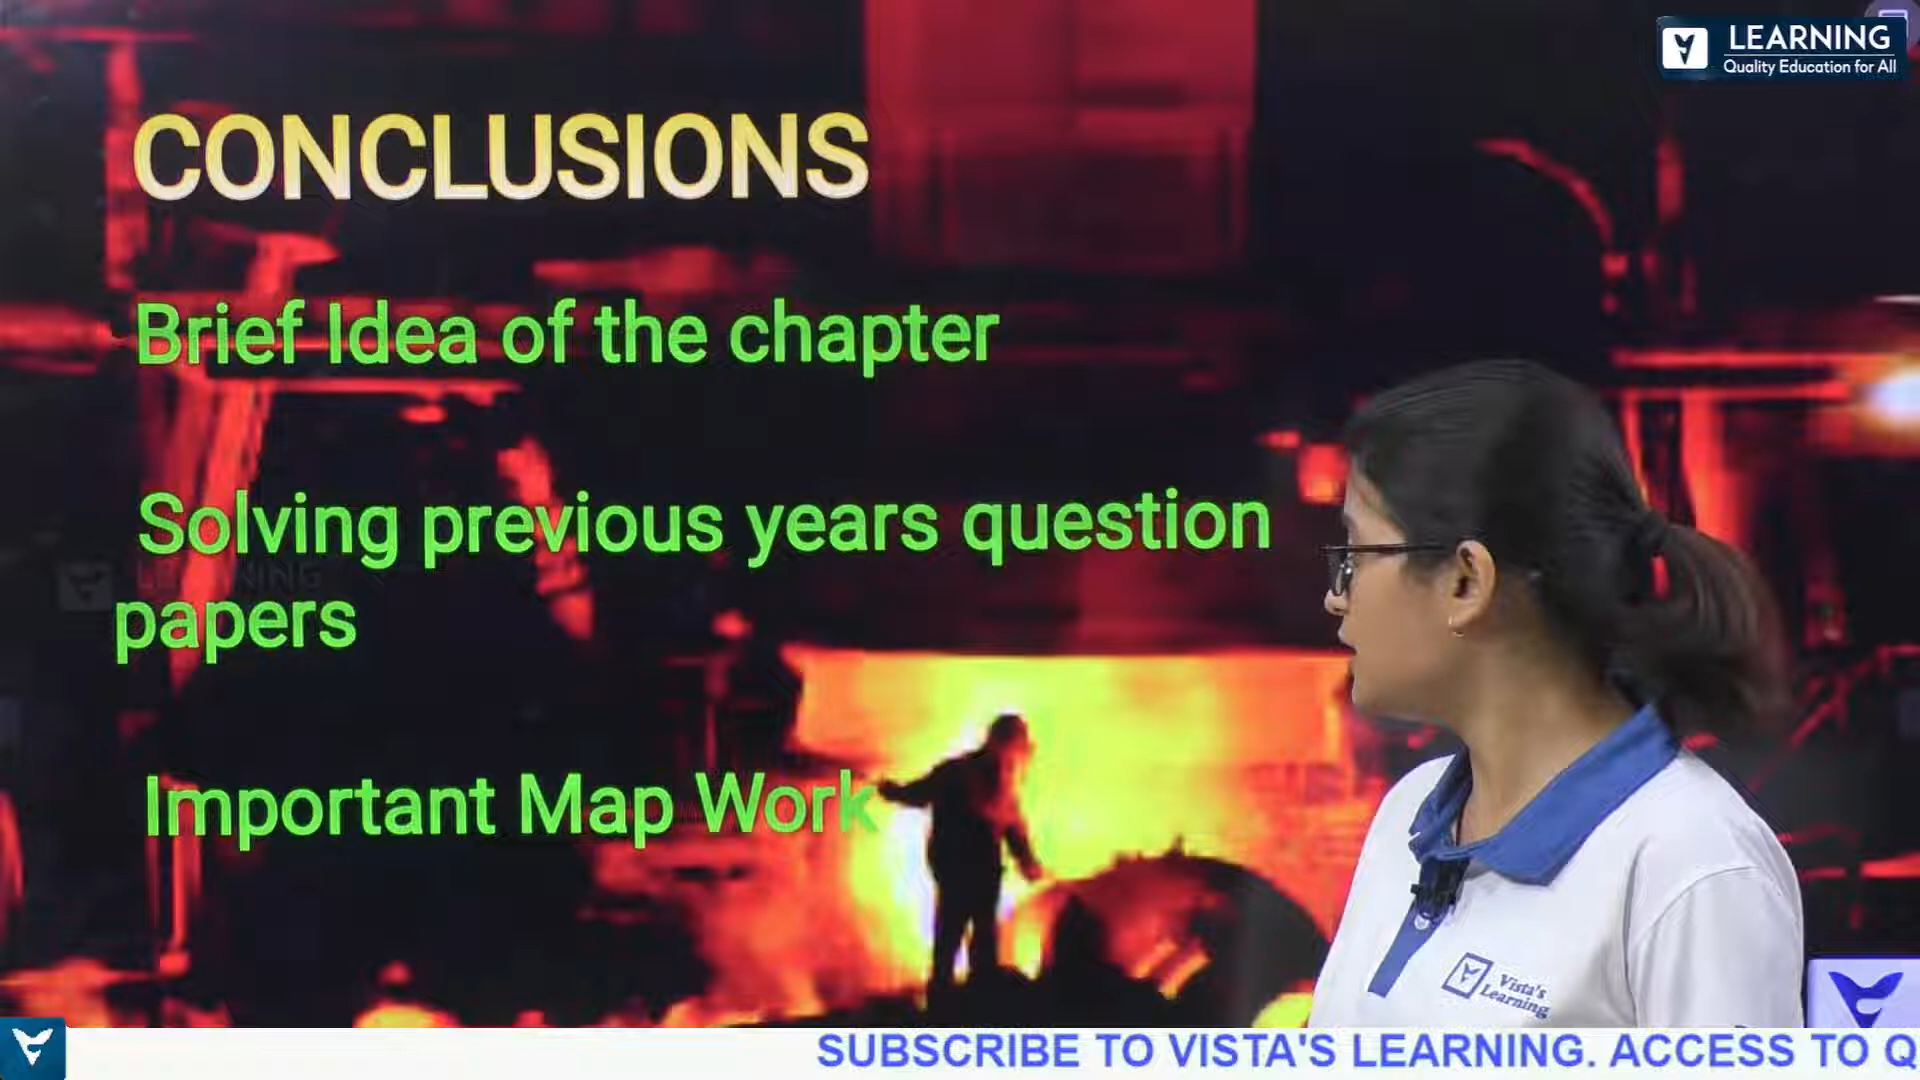 LEARNING
Quality Education for All
CONCLUSIONS
Brief Idea of the chapter
Solving previous years question
papers
LEARNING
Important Map Work
Vista's
Learning
SUBSCRIBE TO VISTA'S LEARNING. ACCESS TO Q